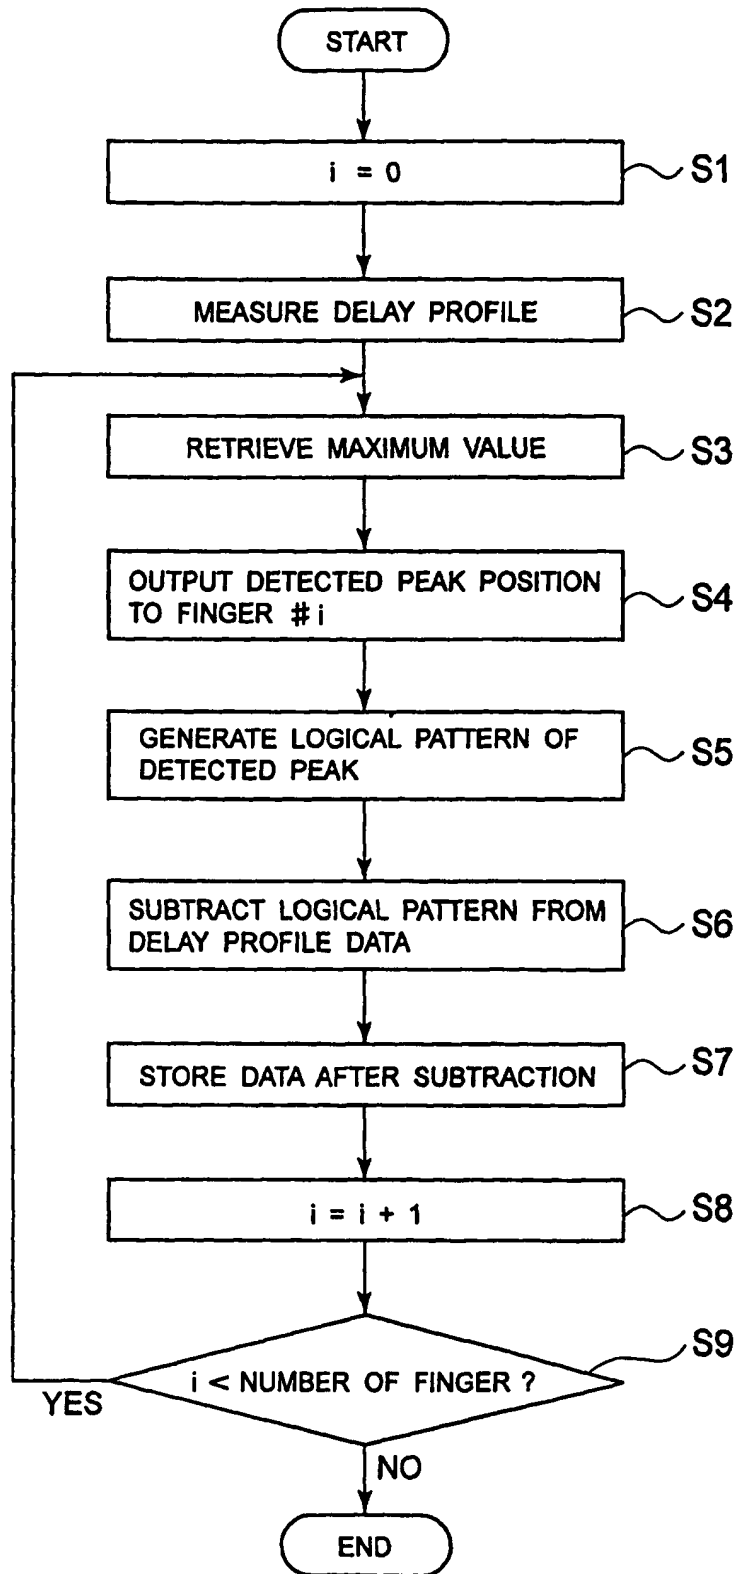 START
i = 0
S1
MEASURE DELAY PROFILE
S2
RETRIEVE MAXIMUM VALUE
S3
OUTPUT DETECTED PEAK POSITION
TO FINGER #i
S4
GENERATE LOGICAL PATTERN OF
DETECTED PEAK
S5
SUBTRACT LOGICAL PATTERN FROM
DELAY PROFILE DATA
S6
STORE DATA AFTER SUBTRACTION
S7
i = i + 1
S8
i < NUMBER OF FINGER ?
S9
YES
NO
END